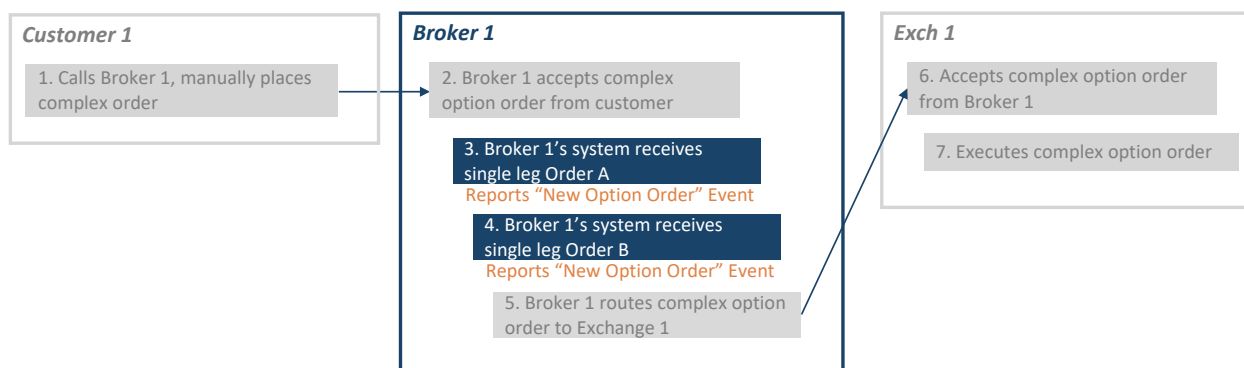 Customer 1
1. Calls Broker 1, manually places
complex order
Broker 1
2. Broker 1 accepts complex
option order from customer
3. Broker 1’s system receives
single leg Order A
Reports “New Option Order” Event
4. Broker 1’s system receives
single leg Order B
Reports “New Option Order” Event
5. Broker 1 routes complex option
order to Exchange 1
Exch 1
6. Accepts complex option order
from Broker 1
7. Executes complex option order